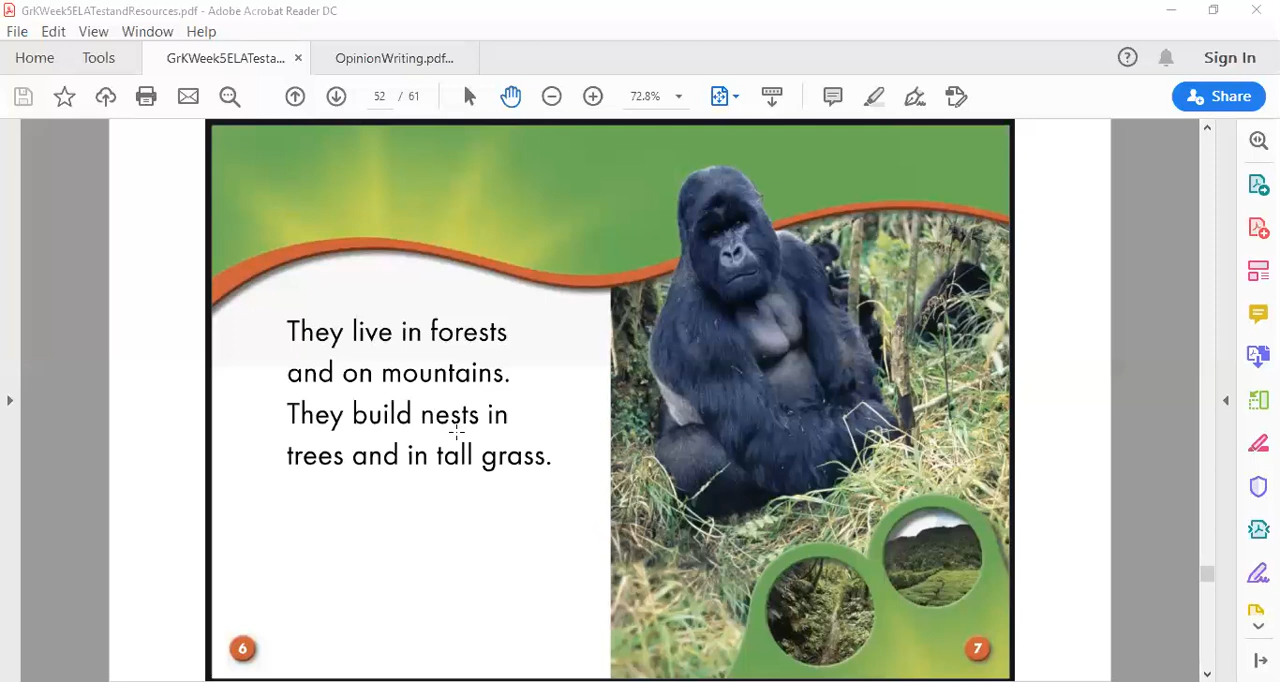 GrKWeek5ELATestandResources.pdf - Adobe Acrobat Reader DC
File Edit View Window Help
Home Tools GrKWeek5ELATesta... × OpinionWriting.pdf... Sign In
52 / 61 72.8% Share
They live in forests
and on mountains.
They build nests in
trees and in tall grass.
6 7